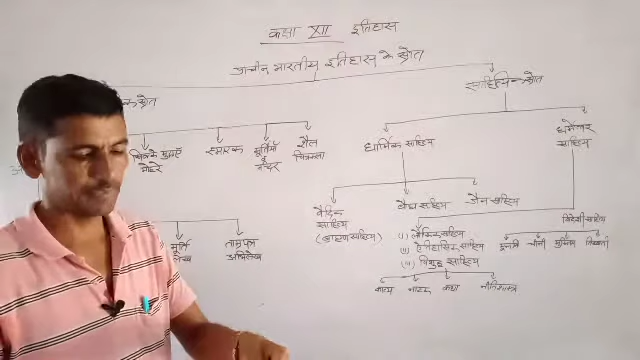 कक्षा XII इतिहास
प्राचीन भारतीय इतिहास के स्रोत
साहित्यिक स्रोत
क स्रोत
धार्मिक साहित्य
धर्मेतर साहित्य
सिक्के मुद्राएँ मोहरें
स्मारक
मूर्तियाँ व मन्दिर
शैल चित्रकला
वैदिक साहित्य (ब्राह्मण साहित्य)
बौद्ध साहित्य
जैन साहित्य
विदेशी साहित्य
(i) लौकिक साहित्य
(ii) ऐतिहासिक साहित्य
(iii) विशुद्ध साहित्य
यूनानी चीनी मुस्लिम तिब्बती
मूर्ति लेख
ताम्रपत्र अभिलेख
काव्य नाटक कथा नीतिशास्त्र